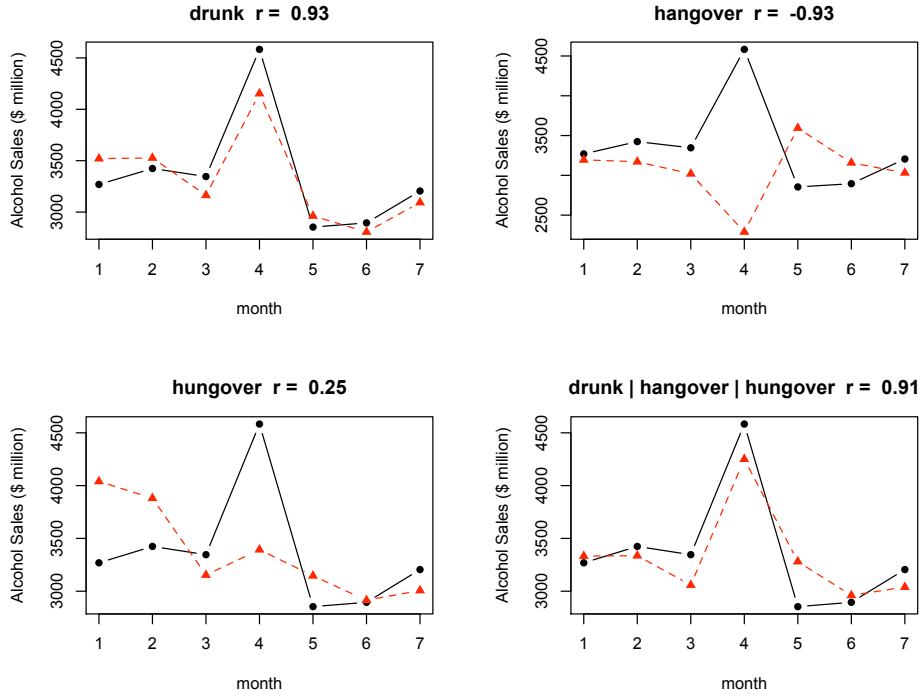 drunk r = 0.93
Alcohol Sales ($ million)
4500
4000
3500
3000
1 2 3 4 5 6 7
month
hangover r = -0.93
Alcohol Sales ($ million)
4500
3500
2500
1 2 3 4 5 6 7
month
hungover r = 0.25
Alcohol Sales ($ million)
4500
4000
3500
3000
1 2 3 4 5 6 7
month
drunk | hangover | hungover r = 0.91
Alcohol Sales ($ million)
4500
4000
3500
3000
1 2 3 4 5 6 7
month